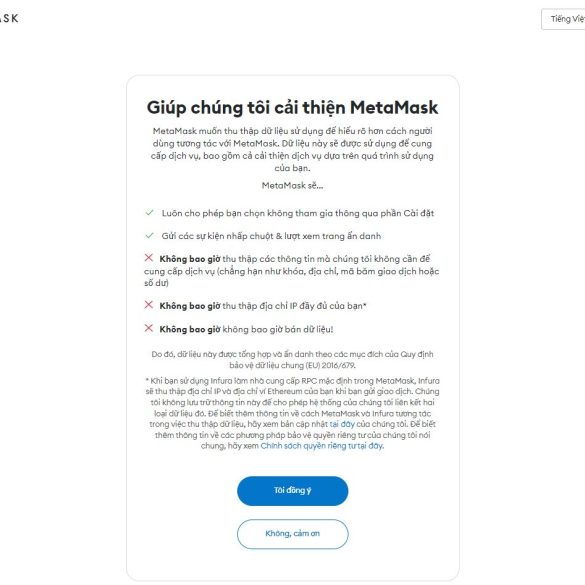 ASK
Tiếng Việt
Giúp chúng tôi cải thiện MetaMask
MetaMask muốn thu thập dữ liệu sử dụng để hiểu rõ hơn cách người
dùng tương tác với MetaMask. Dữ liệu này sẽ được sử dụng để cung
cấp dịch vụ, bao gồm cả cải thiện dịch vụ dựa trên quá trình sử dụng
của bạn.
MetaMask sẽ...
Luôn cho phép bạn chọn không tham gia thông qua phần Cài đặt
Gửi các sự kiện nhấp chuột & lượt xem trang ẩn danh
Không bao giờ thu thập các thông tin mà chúng tôi không cần để
cung cấp dịch vụ (chẳng hạn như khóa, địa chỉ, mã băm giao dịch hoặc
số dư)
Không bao giờ thu thập địa chỉ IP đầy đủ của bạn*
Không bao giờ không bao giờ bán dữ liệu!
Do đó, dữ liệu này được tổng hợp và ẩn danh theo các mục đích của Quy định
bảo vệ dữ liệu chung (EU) 2016/679.
* Khi bạn sử dụng Infura làm nhà cung cấp RPC mặc định trong MetaMask, Infura
sẽ thu thập địa chỉ IP và địa chỉ ví Ethereum của bạn khi bạn gửi giao dịch. Chúng
tôi không lưu trữ thông tin này để cho phép hệ thống của chúng tôi liên kết hai
loại dữ liệu đó. Để biết thêm thông tin về cách MetaMask và Infura tương tác
trong việc thu thập dữ liệu, hãy xem bản cập nhật tại đây của chúng tôi. Để biết
thêm thông tin về các phương pháp bảo vệ quyền riêng tư của chúng tôi nói
chung, hãy xem Chính sách quyền riêng tư tại đây.
Tôi đồng ý
Không, cảm ơn